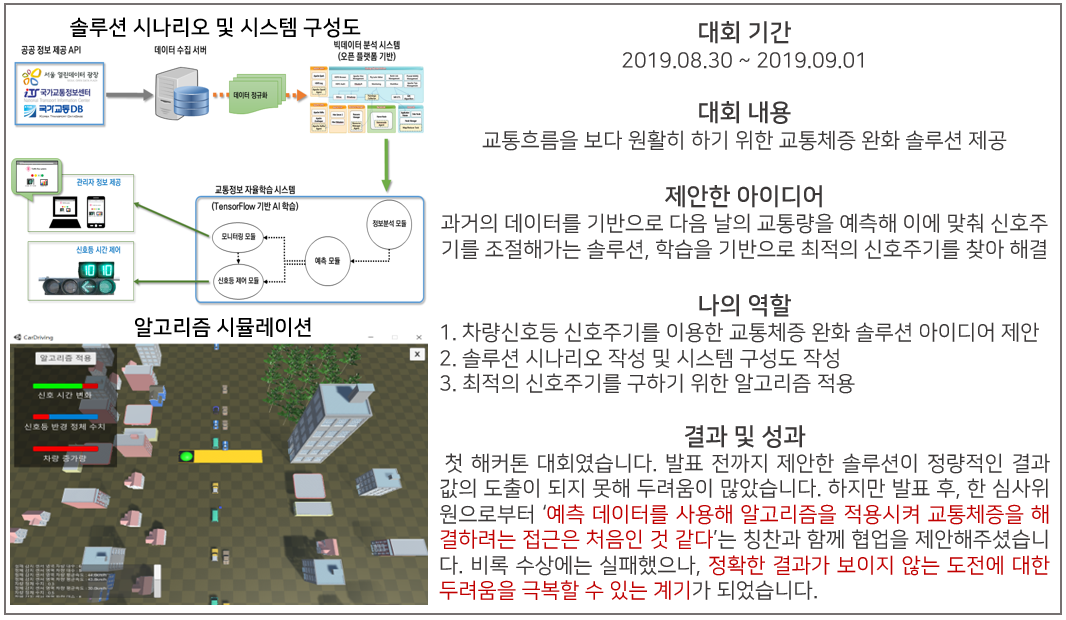 솔루션 시나리오 및 시스템 구성도
공공 정보 제공 API
데이터 수집 서버
빅데이터 분석 시스템
(오픈 플랫폼 기반)
서울 열린데이터 광장
국가교통정보센터
국가교통DB
데이터 정규화
관리자 정보 제공
교통정보 자율학습 시스템
(TensorFlow 기반 AI 학습)
정보분석 모듈
모니터링 모듈
예측 모듈
신호등 제어 모듈
신호등 시간 제어
10 10
알고리즘 시뮬레이션
CarDriving
알고리즘 적용
X
신호 시간 변화
신호등 반경 정체 수치
차량 증가량
대회 기간
2019.08.30 ~ 2019.09.01
대회 내용
교통흐름을 보다 원활히 하기 위한 교통체증 완화 솔루션 제공
제안한 아이디어
과거의 데이터를 기반으로 다음 날의 교통량을 예측해 이에 맞춰 신호주
기를 조절해가는 솔루션, 학습을 기반으로 최적의 신호주기를 찾아 해결
나의 역할
1. 차량신호등 신호주기를 이용한 교통체증 완화 솔루션 아이디어 제안
2. 솔루션 시나리오 작성 및 시스템 구성도 작성
3. 최적의 신호주기를 구하기 위한 알고리즘 적용
결과 및 성과
첫 해커톤 대회였습니다. 발표 전까지 제안한 솔루션이 정량적인 결과
값의 도출이 되지 못해 두려움이 많았습니다. 하지만 발표 후, 한 심사위
원으로부터 ‘예측 데이터를 사용해 알고리즘을 적용시켜 교통체증을 해
결하려는 접근은 처음인 것 같다’는 칭찬과 함께 협업을 제안해주셨습니
다. 비록 수상에는 실패했으나, 정확한 결과가 보이지 않는 도전에 대한
두려움을 극복할 수 있는 계기가 되었습니다.